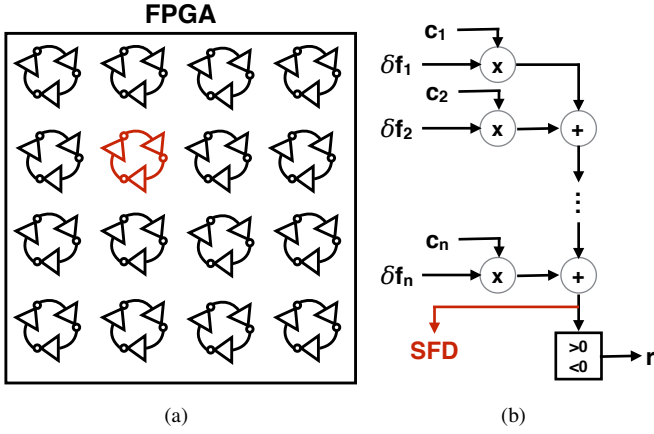 FPGA
c₁
δf₁
x
c₂
δf₂
x
+
⋮
cₙ
δfₙ
x
+
SFD
>0
<0
r
(a)
(b)